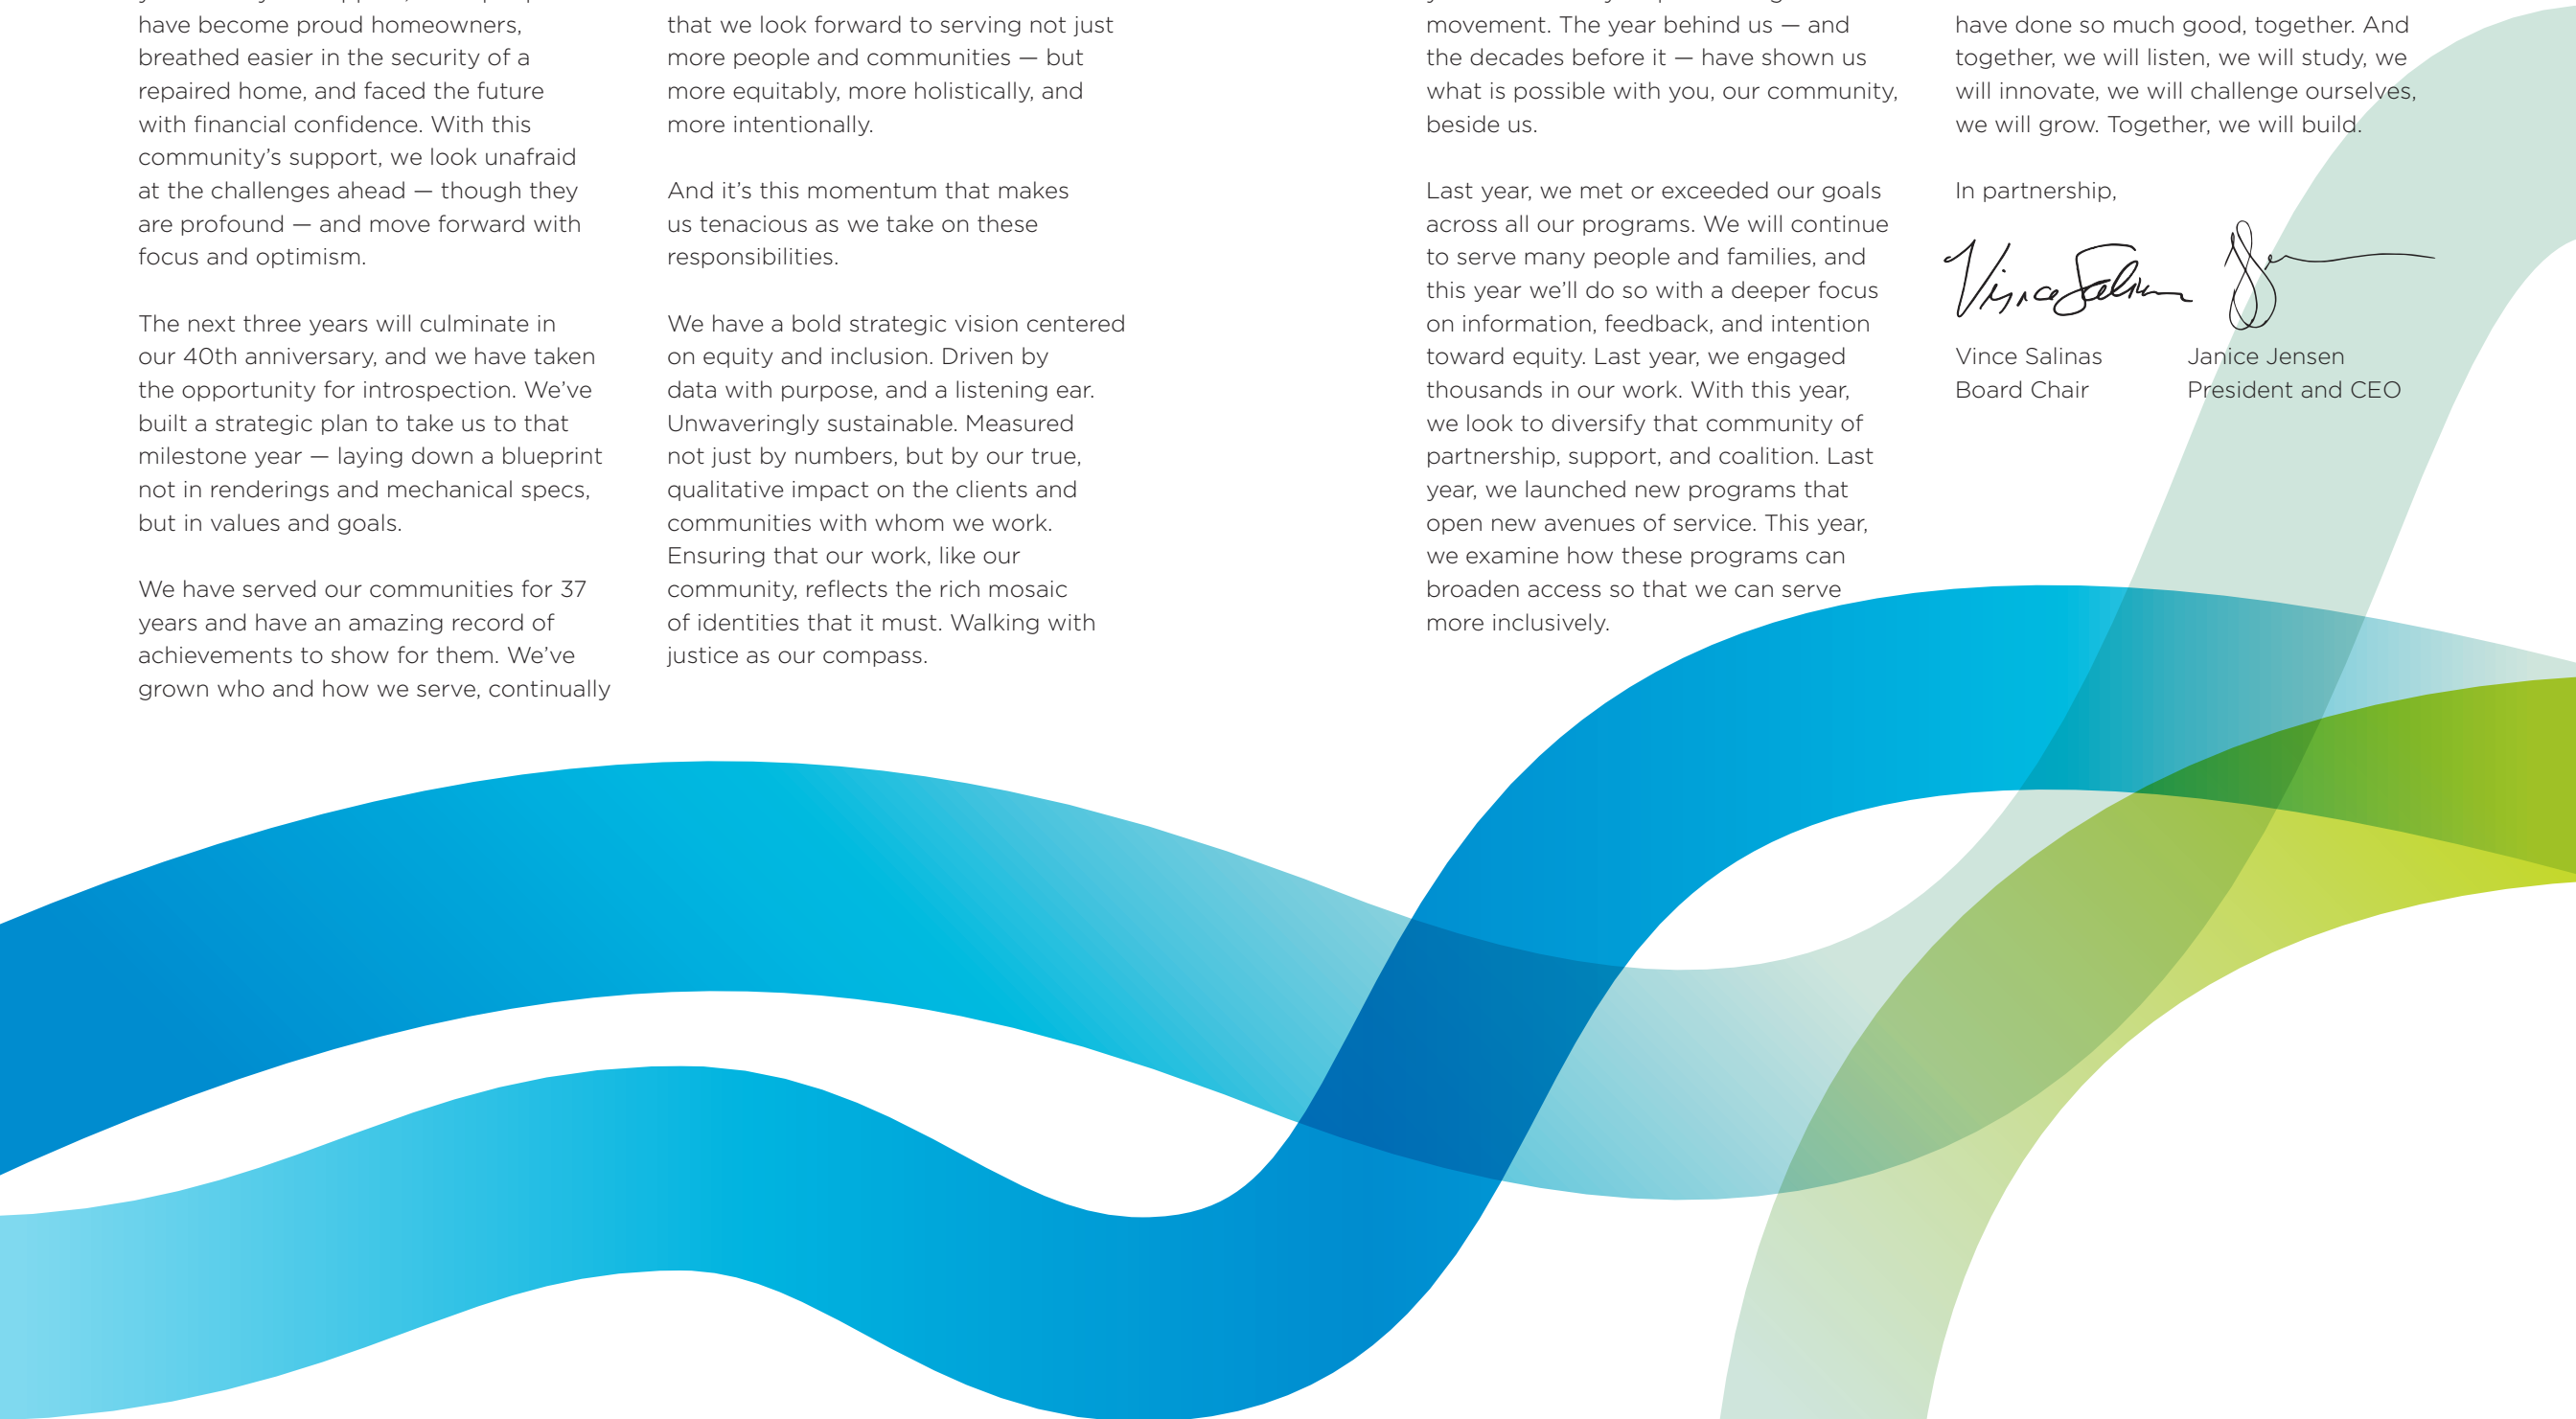 have become proud homeowners,
breathed easier in the security of a
repaired home, and faced the future
with financial confidence. With this
community’s support, we look unafraid
at the challenges ahead — though they
are profound — and move forward with
focus and optimism.
The next three years will culminate in
our 40th anniversary, and we have taken
the opportunity for introspection. We’ve
built a strategic plan to take us to that
milestone year — laying down a blueprint
not in renderings and mechanical specs,
but in values and goals.
We have served our communities for 37
years and have an amazing record of
achievements to show for them. We’ve
grown who and how we serve, continually
that we look forward to serving not just
more people and communities — but
more equitably, more holistically, and
more intentionally.
And it’s this momentum that makes
us tenacious as we take on these
responsibilities.
We have a bold strategic vision centered
on equity and inclusion. Driven by
data with purpose, and a listening ear.
Unwaveringly sustainable. Measured
not just by numbers, but by our true,
qualitative impact on the clients and
communities with whom we work.
Ensuring that our work, like our
community, reflects the rich mosaic
of identities that it must. Walking with
justice as our compass.
movement. The year behind us — and
the decades before it — have shown us
what is possible with you, our community,
beside us.
Last year, we met or exceeded our goals
across all our programs. We will continue
to serve many people and families, and
this year we’ll do so with a deeper focus
on information, feedback, and intention
toward equity. Last year, we engaged
thousands in our work. With this year,
we look to diversify that community of
partnership, support, and coalition. Last
year, we launched new programs that
open new avenues of service. This year,
we examine how these programs can
broaden access so that we can serve
more inclusively.
have done so much good, together. And
together, we will listen, we will study, we
will innovate, we will challenge ourselves,
we will grow. Together, we will build.
In partnership,
Vince Salinas
Vince Salinas
Board Chair
Janice Jensen
President and CEO